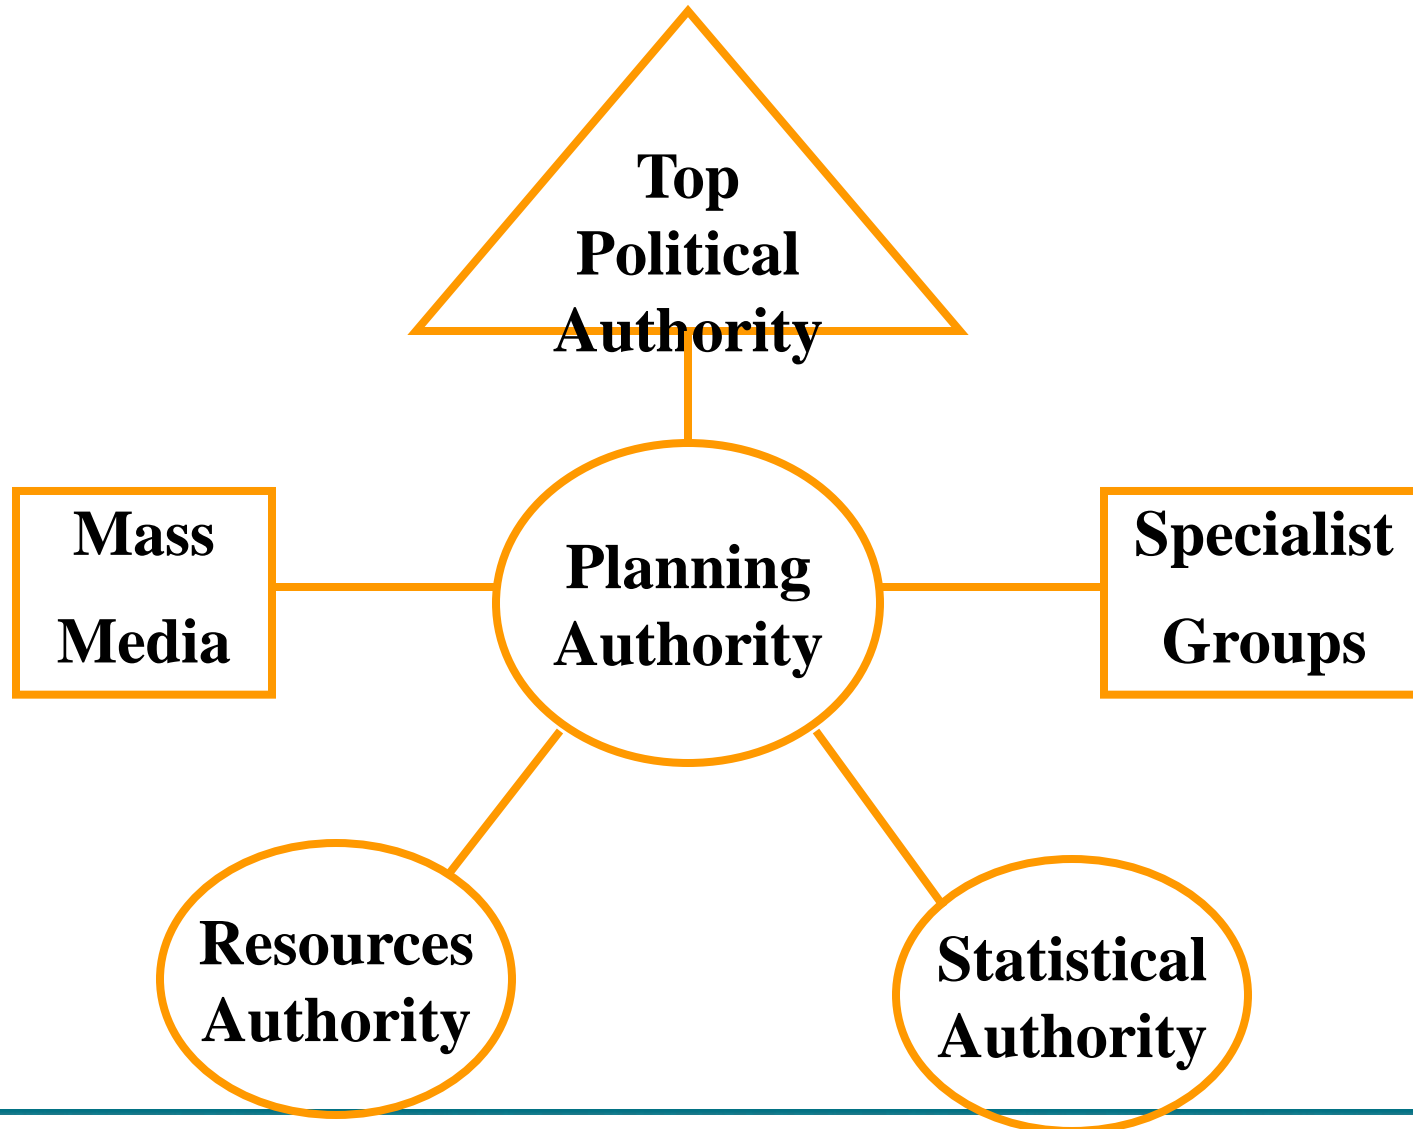 Top
Political
Authority
Mass
Media
Planning
Authority
Specialist
Groups
Resources
Authority
Statistical
Authority